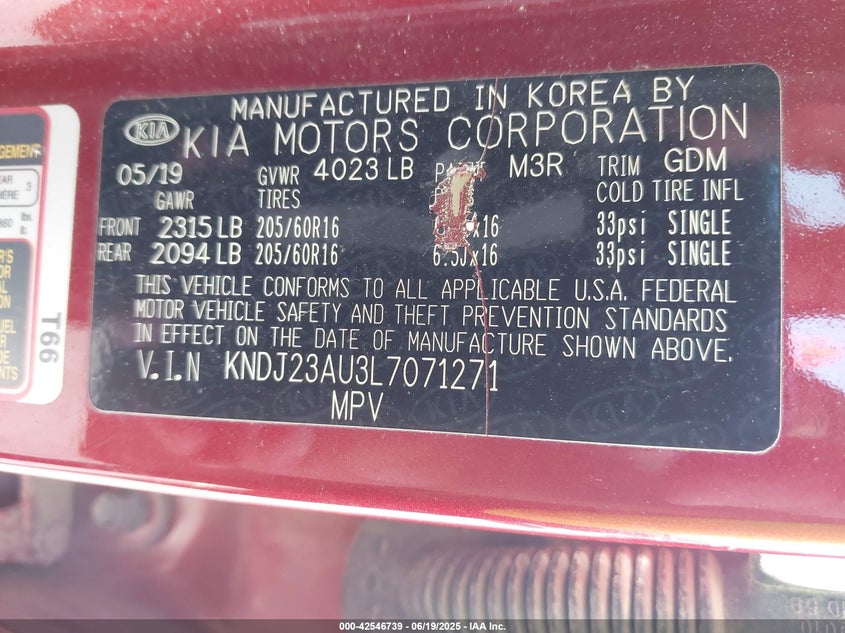 MANUFACTURED IN KOREA BY
KIA KIA MOTORS CORPORATION
05/19 GVWR 4023 LB M3R TRIM GDM
GAWR TIRES COLD TIRE INFL
FRONT 2315 LB 205/60R16 x16 33psi SINGLE
REAR 2094 LB 205/60R16 6.5Jx16 33psi SINGLE
THIS VEHICLE CONFORMS TO ALL APPLICABLE U.S.A. FEDERAL
MOTOR VEHICLE SAFETY AND THEFT PREVENTION STANDARDS
IN EFFECT ON THE DATE OF MANUFACTURE SHOWN ABOVE.
V.I.N KNDJ23AU3L7071271
MPV
T66
3
860 lbs.
000-42546739 - 06/19/2025 - IAA Inc.